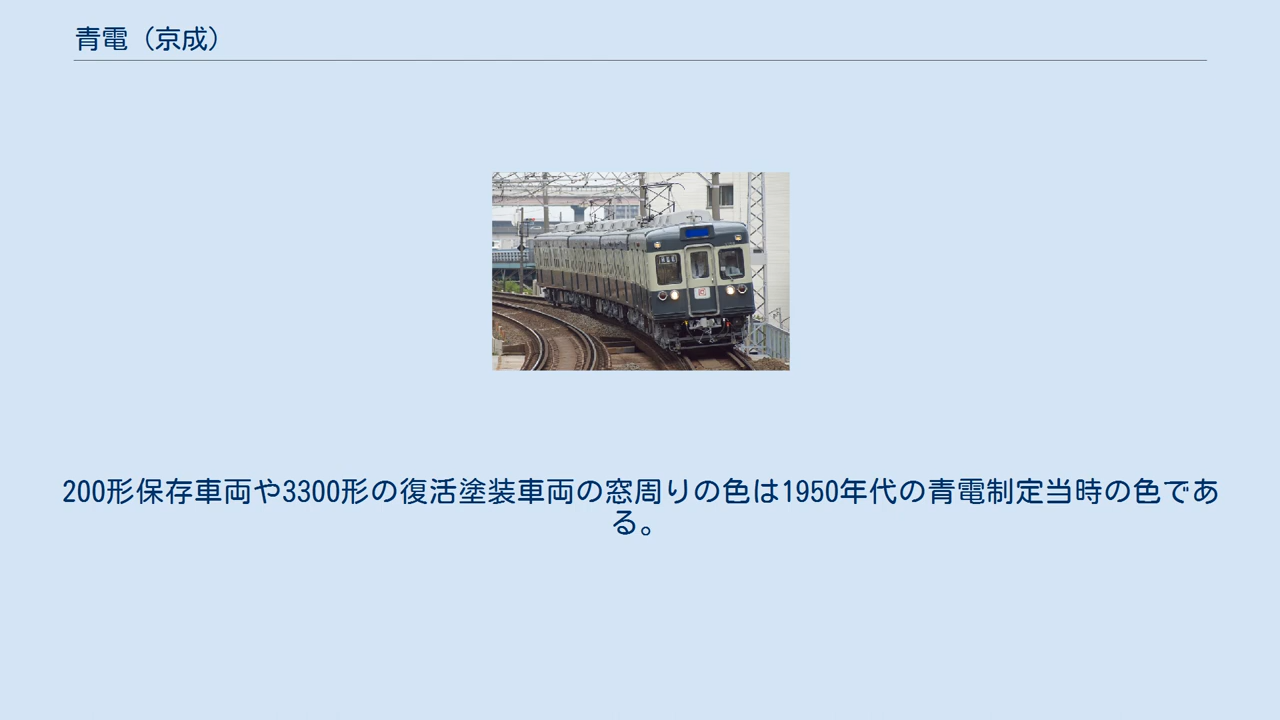 青電（京成）
200形保存車両や3300形の復活塗装車両の窓周りの色は1950年代の青電制定当時の色であ
る。